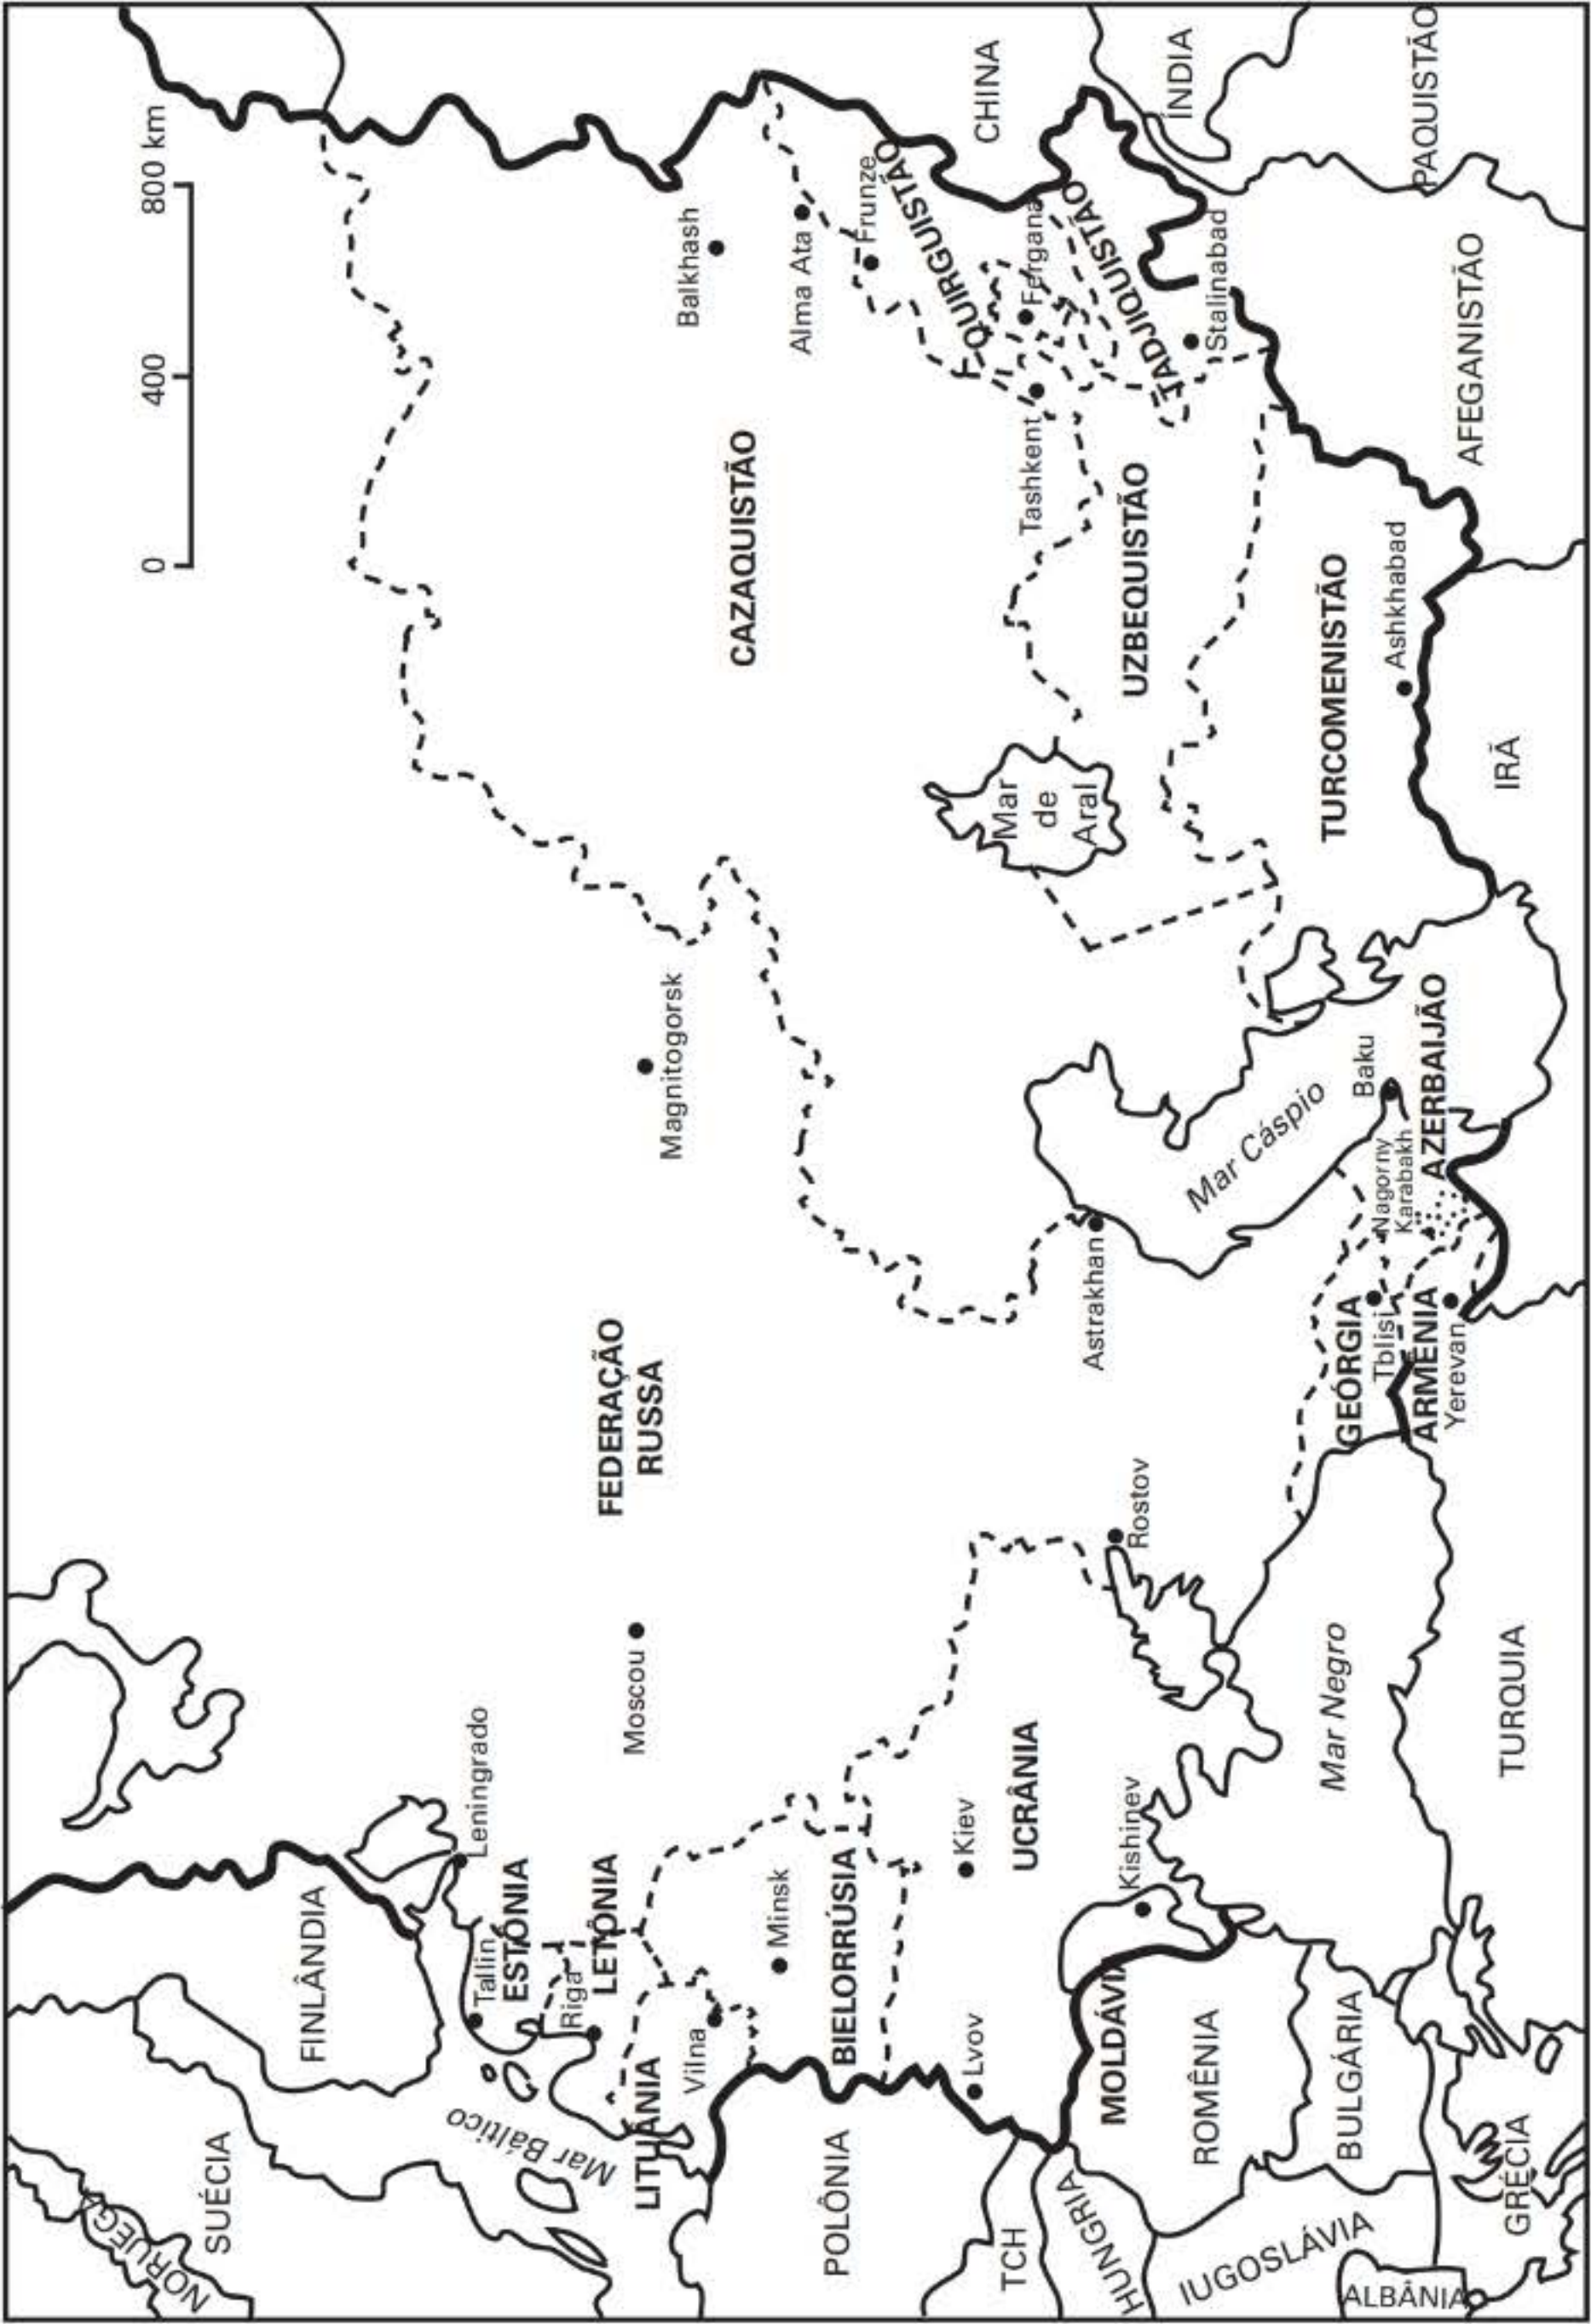 NORUEGA
SUÉCIA
FINLÂNDIA
Mar Báltico
Leningrado
Tallin
ESTÔNIA
Riga
LETÔNIA
LITUÂNIA
Vilna
Minsk
BIELORRÚSIA
POLÔNIA
TCH
HUNGRIA
IUGOSLÁVIA
ALBÂNIA
GRÉCIA
BULGÁRIA
ROMÊNIA
MOLDÁVIA
Kishinev
Lvov
Kiev
UCRÂNIA
Moscou
FEDERAÇÃO
RUSSA
Rostov
Mar Negro
TURQUIA
Astrakhan
GEÓRGIA
Tblisi
ARMÊNIA
Yerevan
Nagorny
Karabakh
AZERBAIJÃO
Baku
Mar Cáspio
Magnitogorsk
0 400 800 km
CAZAQUISTÃO
Balkhash
Alma Ata
Frunze
QUIRGUISTÃO
Fergana
TADJIQUISTÃO
Stalinabad
Tashkent
UZBEQUISTÃO
Mar
de
Aral
TURCOMENISTÃO
Ashkhabad
IRÃ
AFEGANISTÃO
PAQUISTÃO
ÍNDIA
CHINA